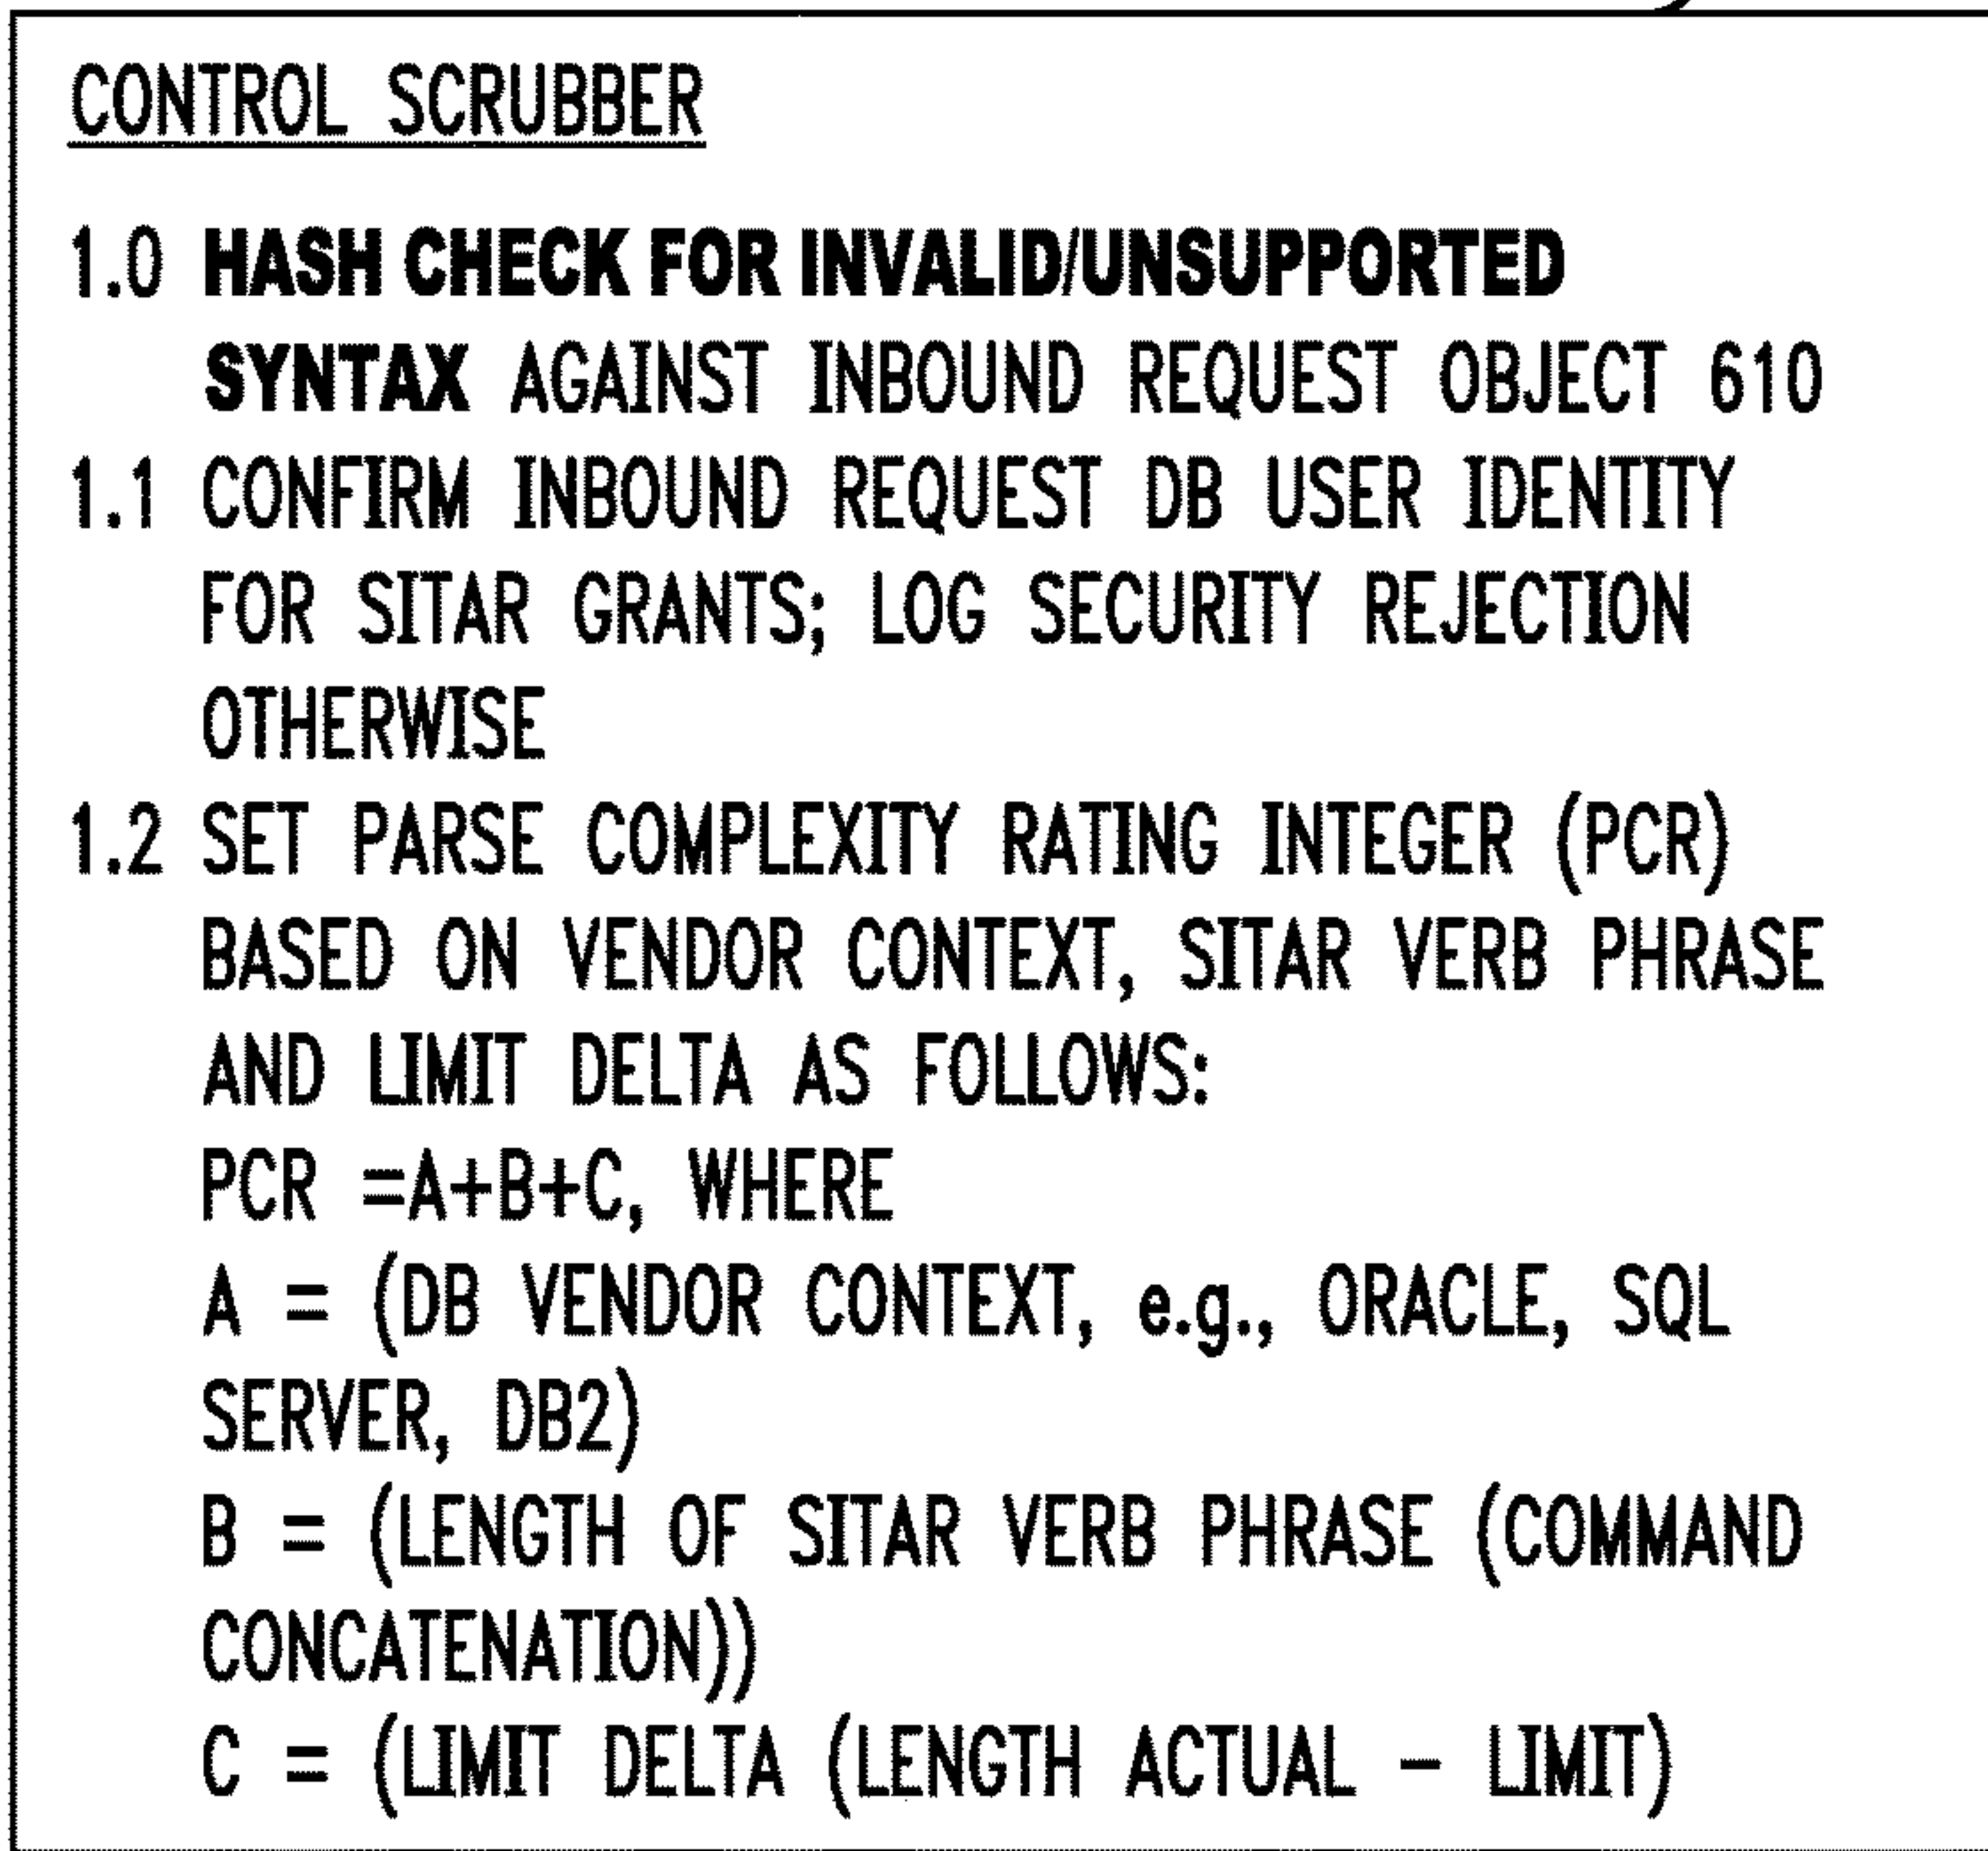 CONTROL SCRUBBER
1.0 HASH CHECK FOR INVALID/UNSUPPORTED
SYNTAX AGAINST INBOUND REQUEST OBJECT 610
1.1 CONFIRM INBOUND REQUEST DB USER IDENTITY
FOR SITAR GRANTS; LOG SECURITY REJECTION
OTHERWISE
1.2 SET PARSE COMPLEXITY RATING INTEGER (PCR)
BASED ON VENDOR CONTEXT, SITAR VERB PHRASE
AND LIMIT DELTA AS FOLLOWS:
PCR =A+B+C, WHERE
A = (DB VENDOR CONTEXT, e.g., ORACLE, SQL
SERVER, DB2)
B = (LENGTH OF SITAR VERB PHRASE (COMMAND
CONCATENATION))
C = (LIMIT DELTA (LENGTH ACTUAL - LIMIT)